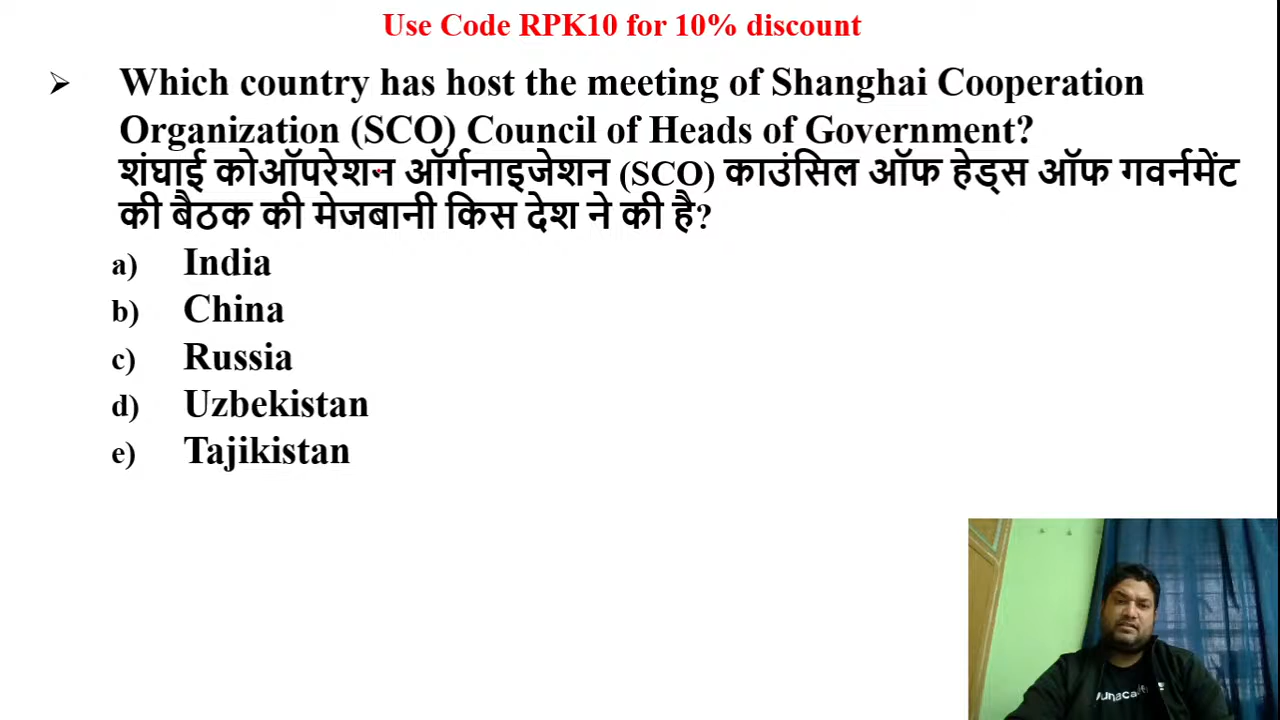 Use Code RPK10 for 10% discount
➢ Which country has host the meeting of Shanghai Cooperation
Organization (SCO) Council of Heads of Government?
शंघाई कोऑपरेशन ऑर्गनाइजेशन (SCO) काउंसिल ऑफ हेड्स ऑफ गवर्नमेंट
की बैठक की मेजबानी किस देश ने की है?
a) India
b) China
c) Russia
d) Uzbekistan
e) Tajikistan